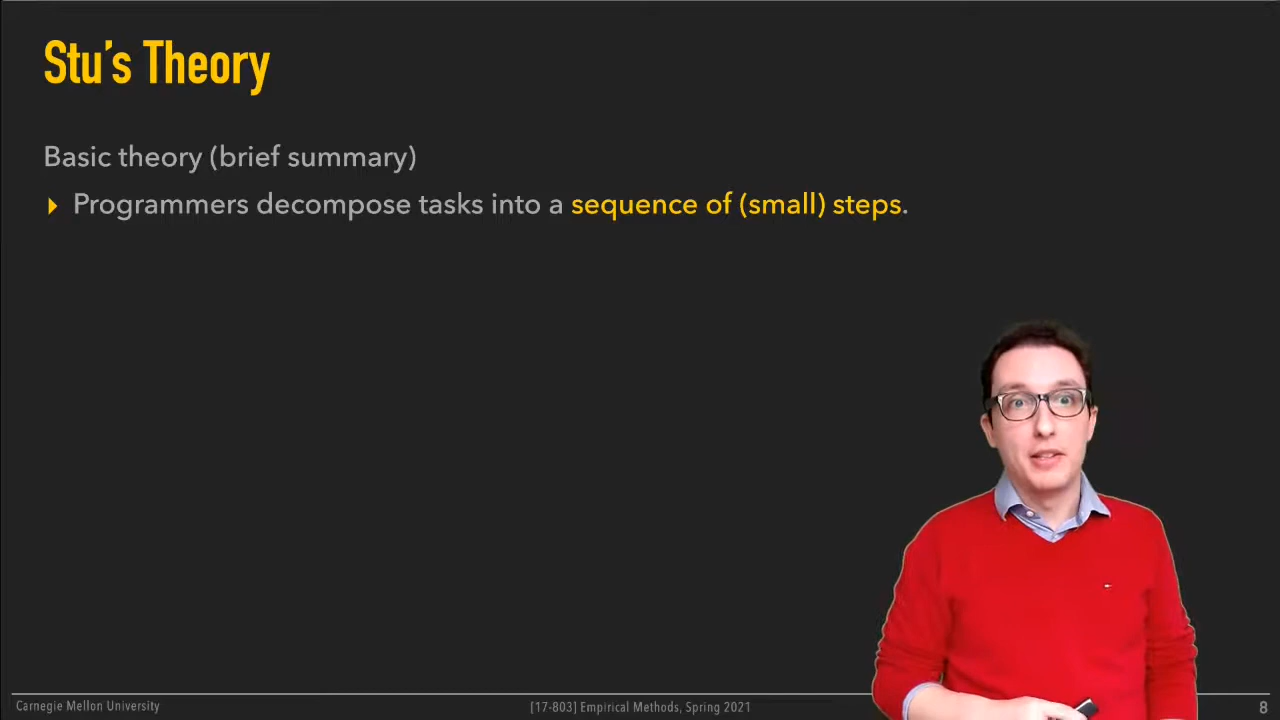 Stu's Theory
Basic theory (brief summary)
Programmers decompose tasks into a sequence of (small) steps.
Carnegie Mellon University
[17-803] Empirical Methods, Spring 2021
8